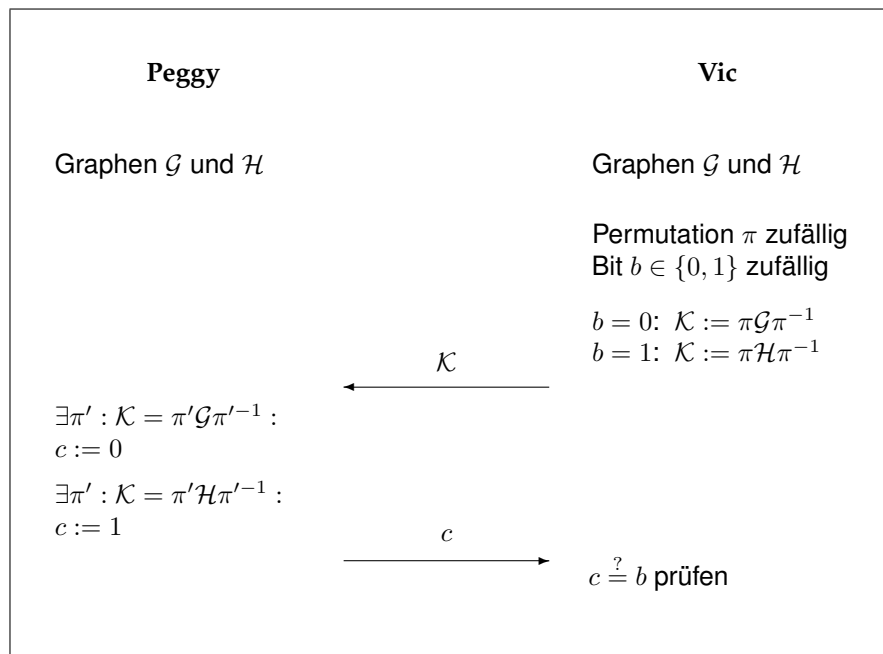 Peggy Vic
Graphen 𝒢 und ℋ Graphen 𝒢 und ℋ
Permutation π zufällig
Bit b ∈ {0, 1} zufällig
b = 0: 𝒦 := π𝒢π⁻¹
b = 1: 𝒦 := πℋπ⁻¹
𝒦
∃π′ : 𝒦 = π′𝒢π′⁻¹ :
c := 0
∃π′ : 𝒦 = π′ℋπ′⁻¹ :
c := 1
c
c ≟ b prüfen